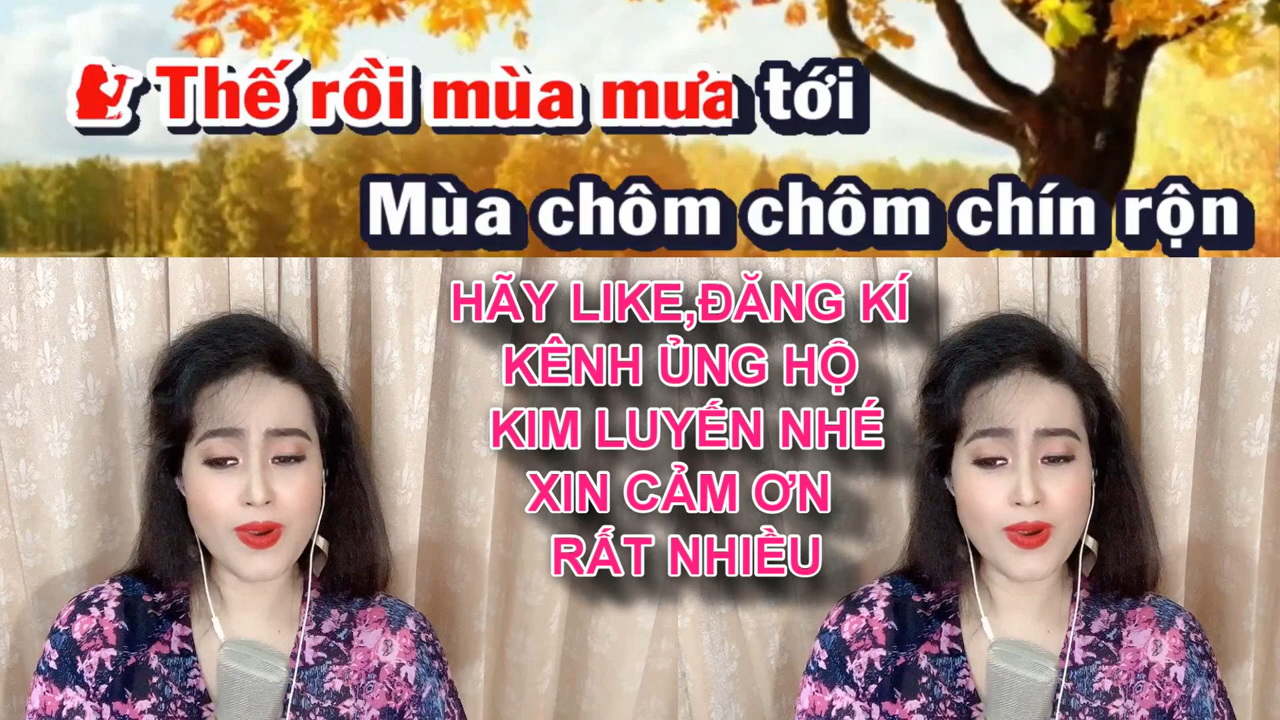 Thế rồi mùa mưa tới
Mùa chôm chôm chín rộn
HÃY LIKE,ĐĂNG KÍ
KÊNH ỦNG HỘ
KIM LUYẾN NHÉ
XIN CẢM ƠN
RẤT NHIỀU